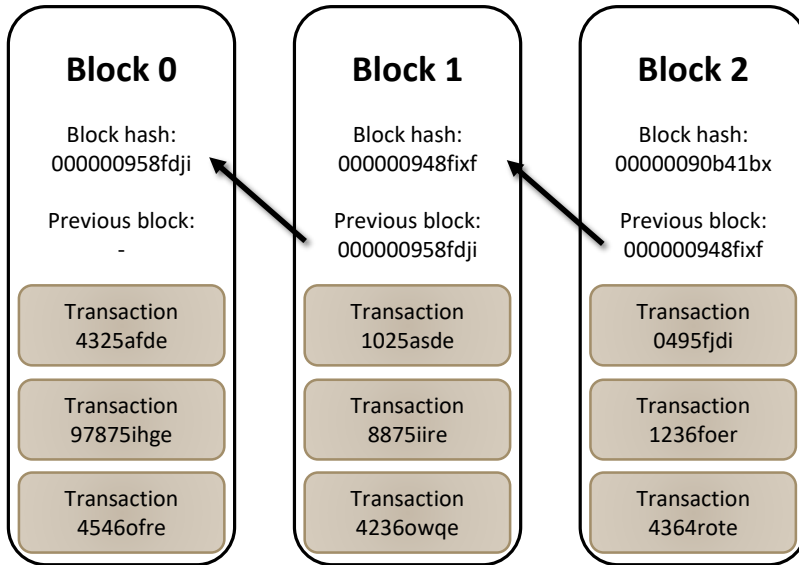 Block 0
Block hash:
000000958fdji
Previous block:
-
Transaction
4325afde
Transaction
97875ihge
Transaction
4546ofre
Block 1
Block hash:
000000948fixf
Previous block:
000000958fdji
Transaction
1025asde
Transaction
8875iire
Transaction
4236owqe
Block 2
Block hash:
00000090b41bx
Previous block:
000000948fixf
Transaction
0495fjdi
Transaction
1236foer
Transaction
4364rote